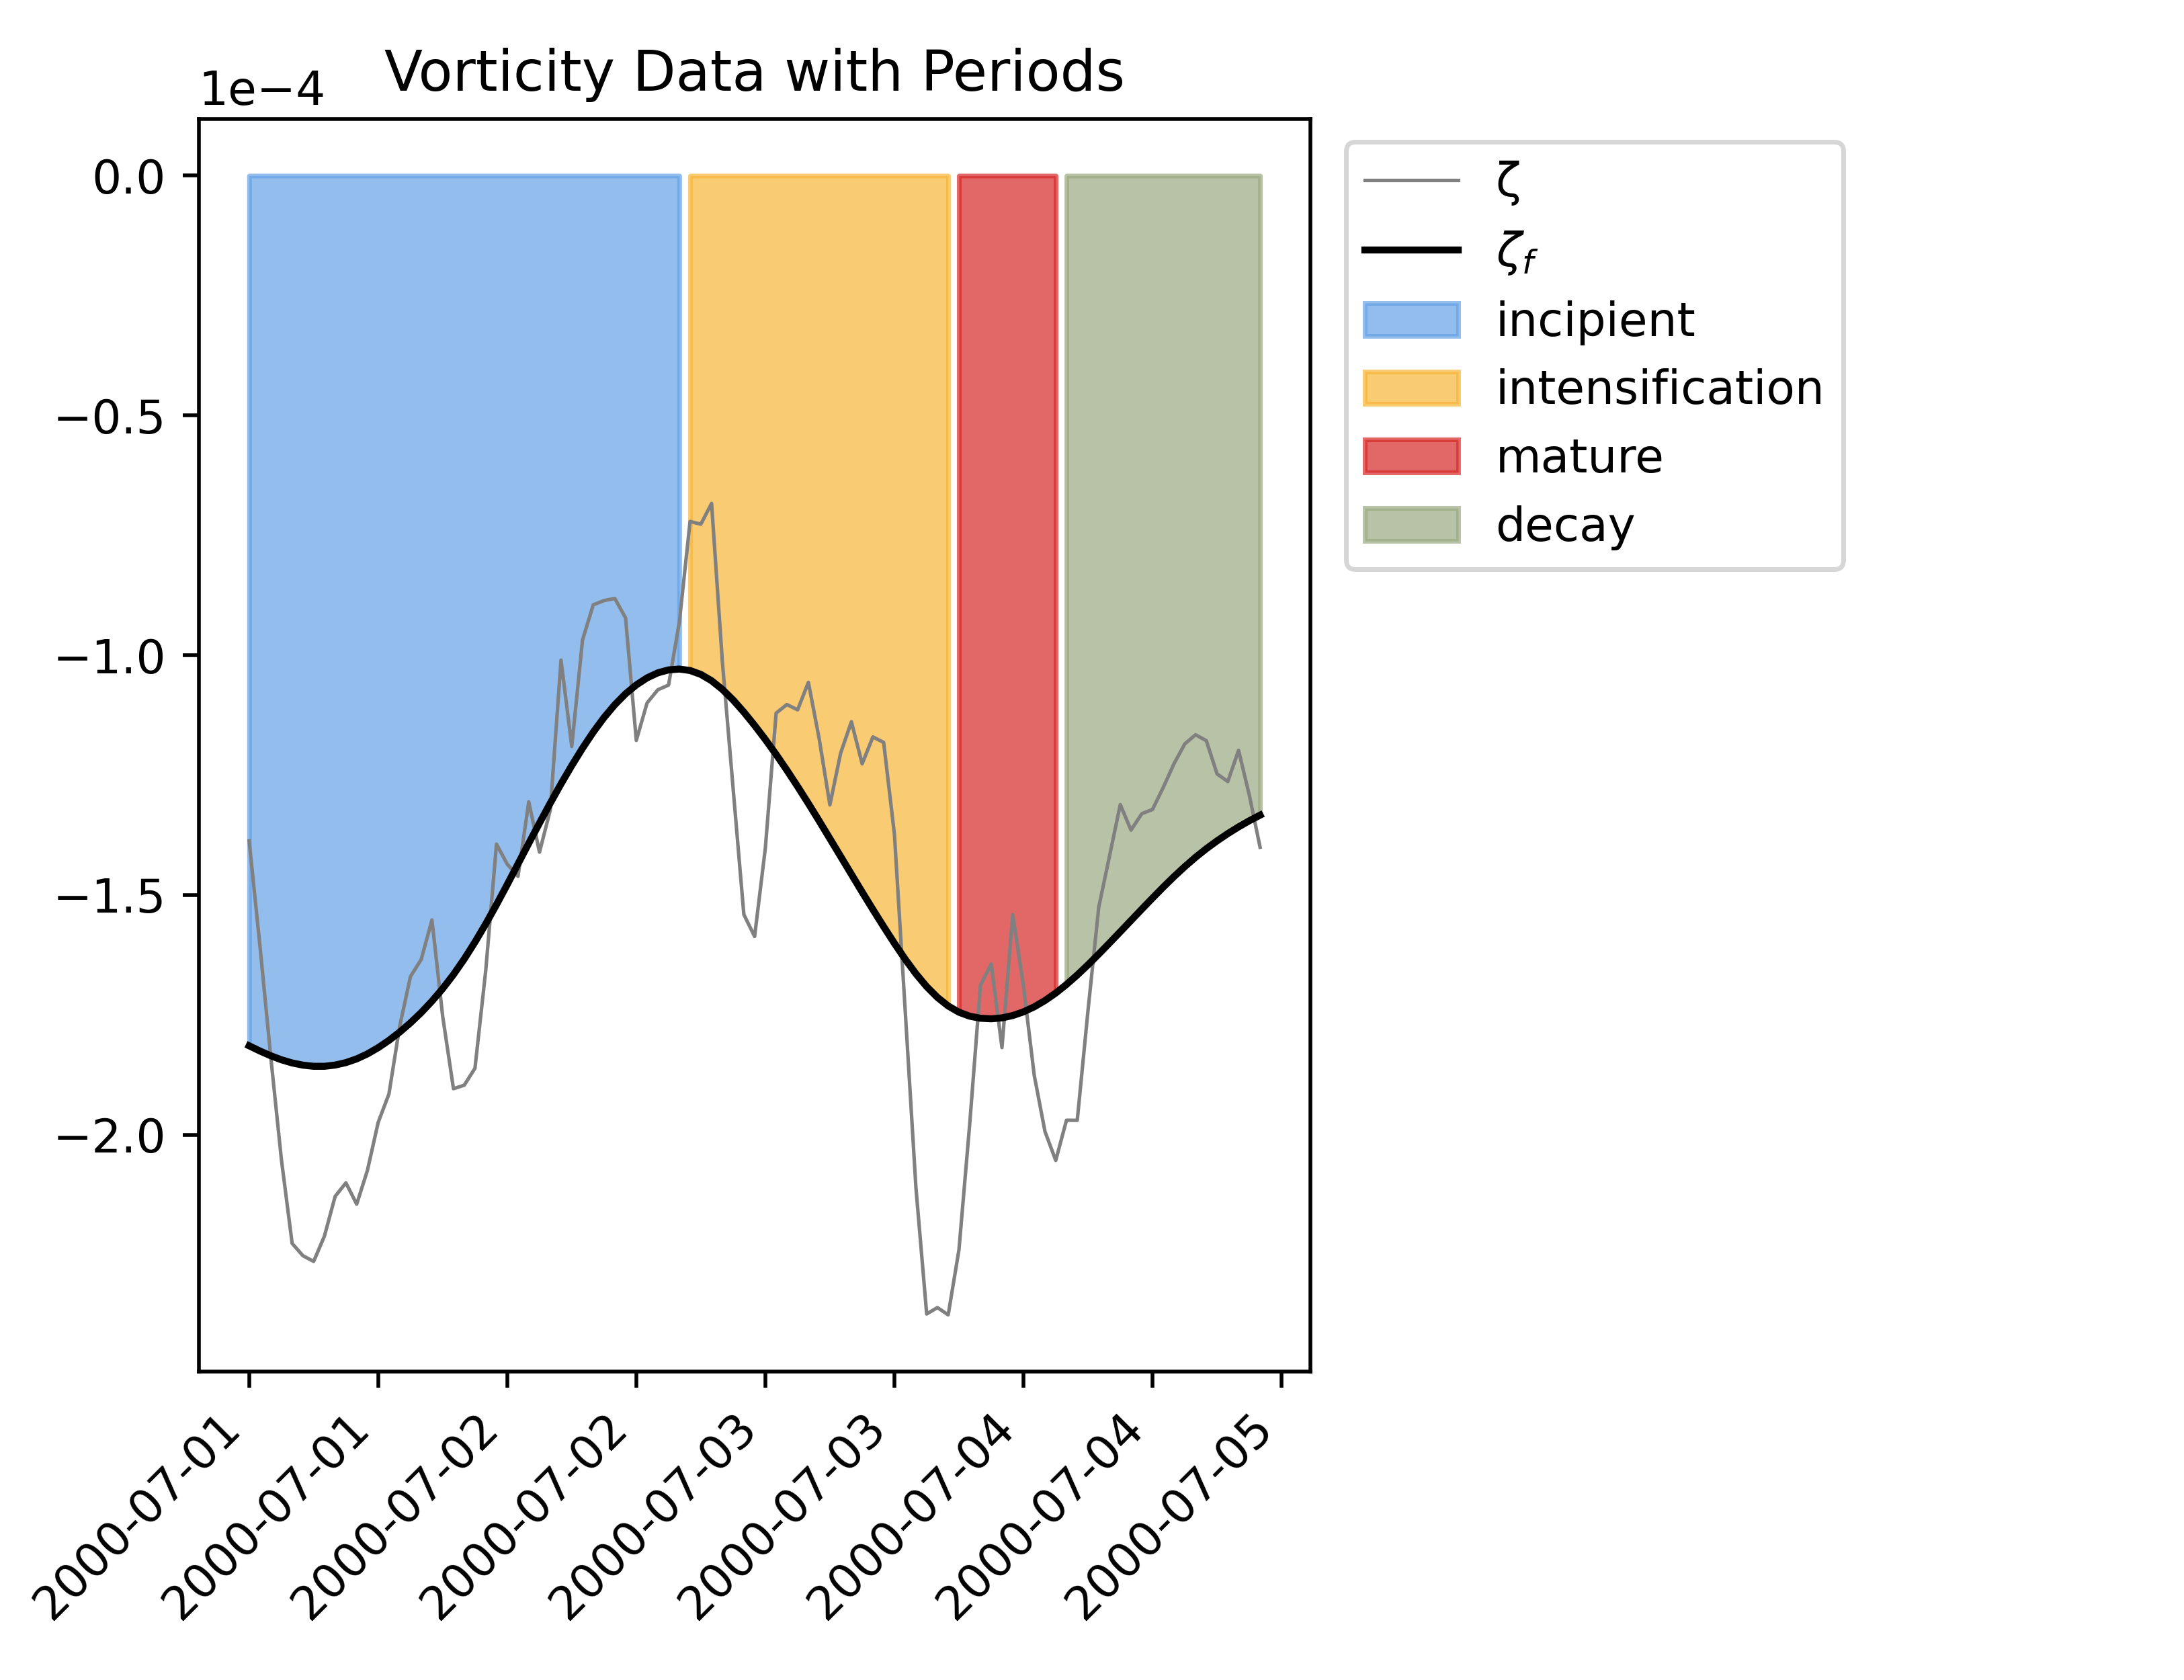 Vorticity Data with Periods
1e−4
0.0
−0.5
−1.0
−1.5
−2.0
2000-07-01
2000-07-01
2000-07-02
2000-07-02
2000-07-03
2000-07-03
2000-07-04
2000-07-04
2000-07-05
ζ
ζf
incipient
intensification
mature
decay